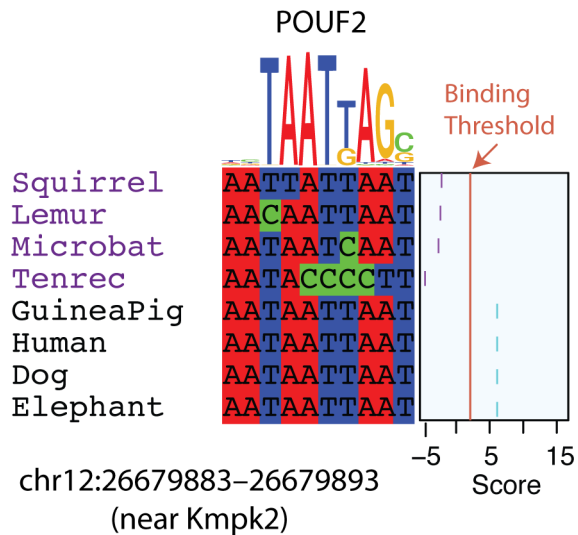 POUF2
TAATTAGC
G G
Binding
Threshold
Squirrel AATTATTAAT
Lemur AACAATTAAT
Microbat AATAATCAAT
Tenrec AATACCCCTT
GuineaPig AATAATTAAT
Human AATAATTAAT
Dog AATAATTAAT
Elephant AATAATTAAT
−5 5 15
Score
chr12:26679883–26679893
(near Kmpk2)